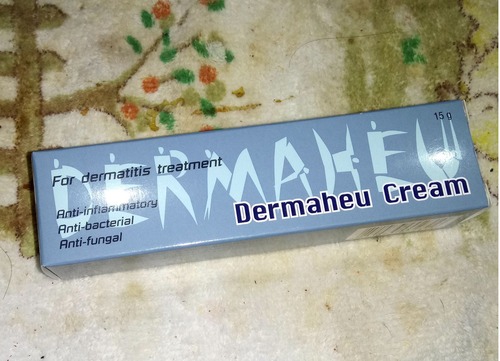 15 g
DERMAHEU
For dermatitis treatment
Anti-inflammatory
Anti-bacterial
Anti-fungal
Dermaheu Cream